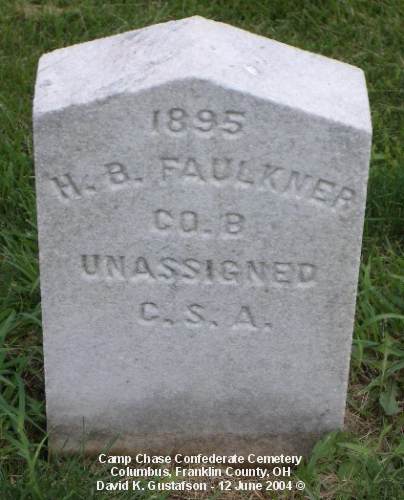 1895
H. B. FAULKNER
CO. B
UNASSIGNED
C. S. A.
Camp Chase Confederate Cemetery
Columbus, Franklin County, OH
David K. Gustafson - 12 June 2004 ©